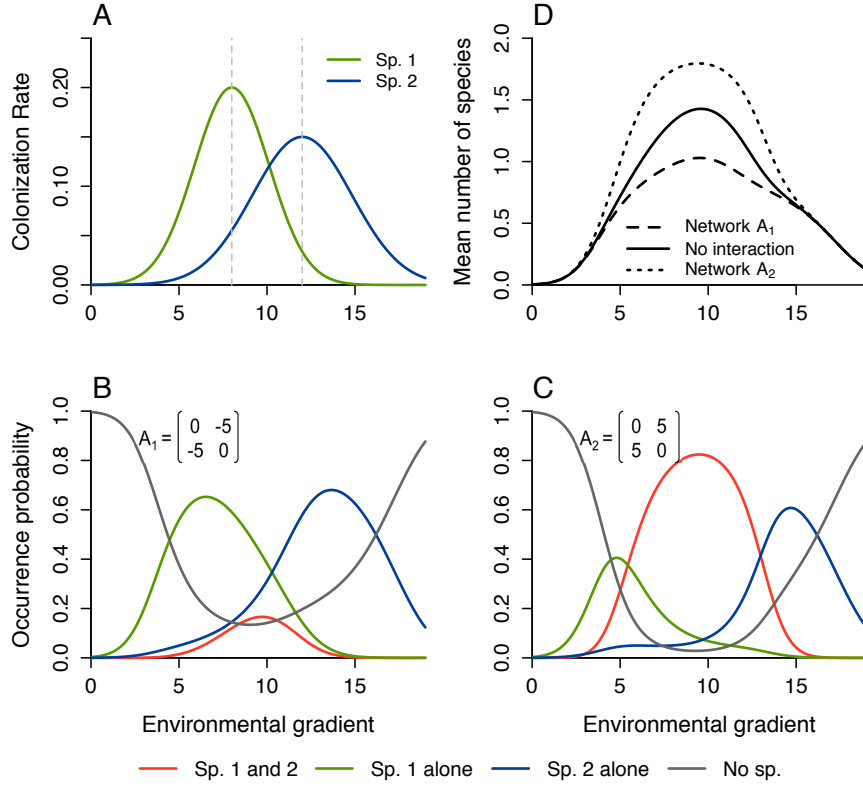 A
Colonization Rate
0.00 0.10 0.20
0 5 10 15
Sp. 1
Sp. 2
D
Mean number of species
0.0 0.5 1.0 1.5 2.0
0 5 10 15
Network A1
No interaction
Network A2
B
Occurrence probability
0.0 0.2 0.4 0.6 0.8 1.0
A1 =
0 -5
-5 0
0 5 10 15
Environmental gradient
C
0.0 0.2 0.4 0.6 0.8 1.0
A2 =
0 5
5 0
0 5 10 15
Environmental gradient
Sp. 1 and 2 Sp. 1 alone Sp. 2 alone No sp.